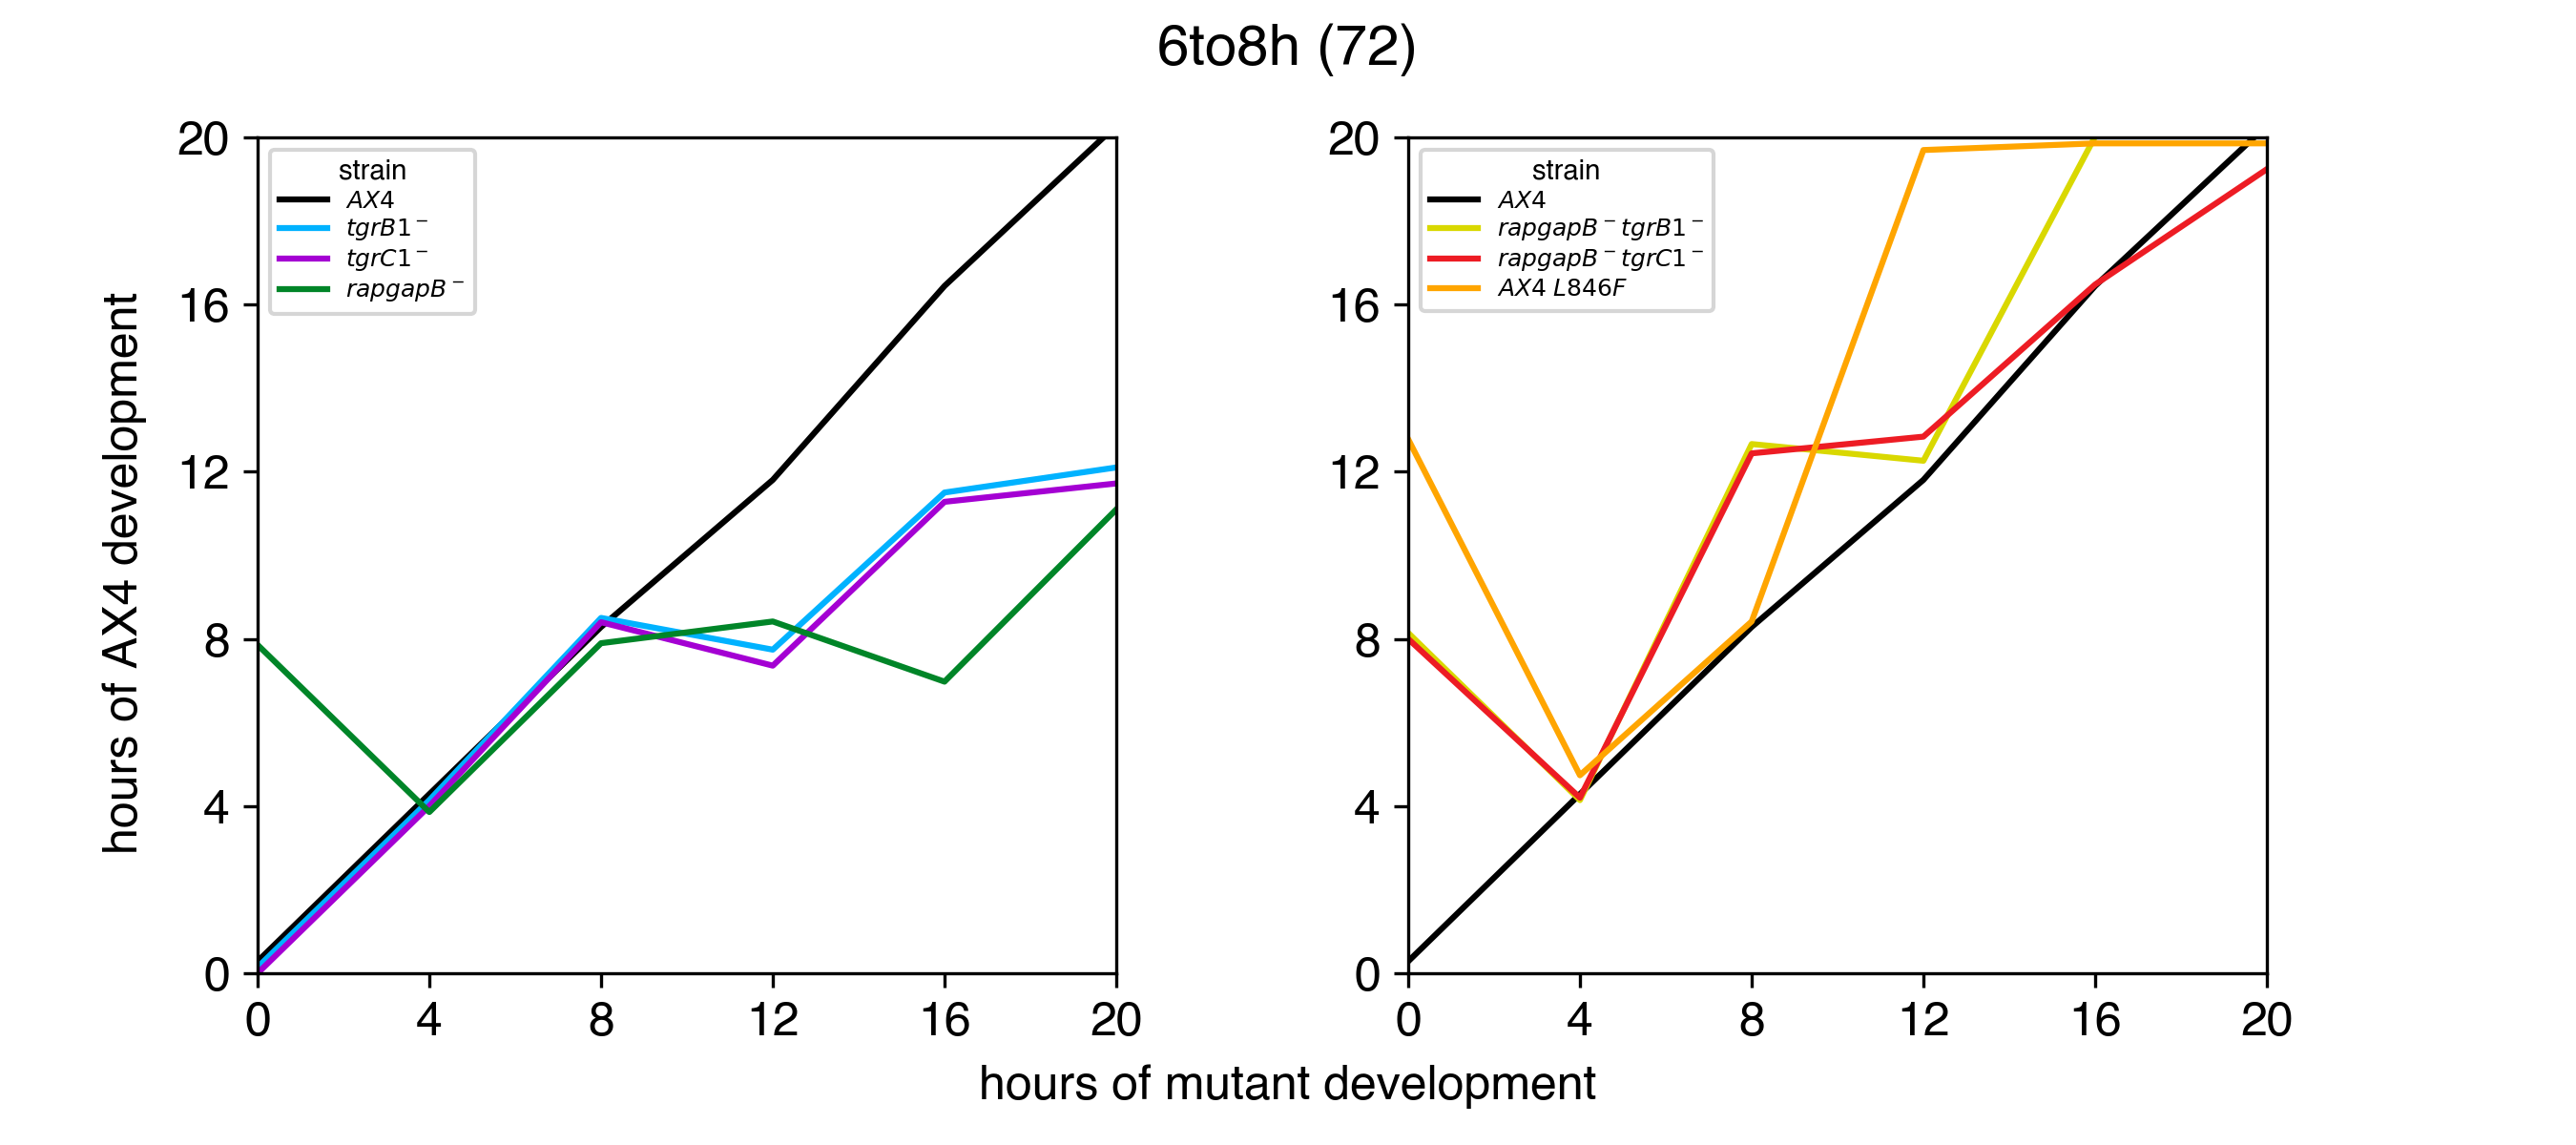 6to8h (72)
hours of AX4 development
20
16
12
8
4
0
strain
AX4
tgrB1⁻
tgrC1⁻
rapgapB⁻
0 4 8 12 16 20
20
16
12
8
4
0
strain
AX4
rapgapB⁻tgrB1⁻
rapgapB⁻tgrC1⁻
AX4 L846F
0 4 8 12 16 20
hours of mutant development